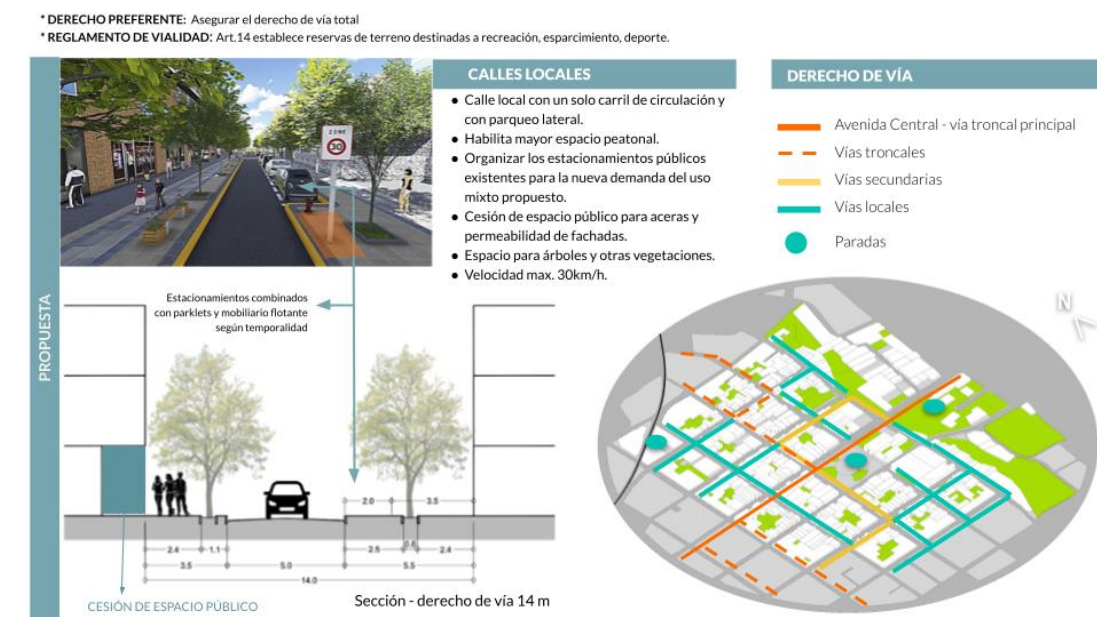 * DERECHO PREFERENTE: Asegurar el derecho de vía total
* REGLAMENTO DE VIALIDAD: Art.14 establece reservas de terreno destinadas a recreación, esparcimiento, deporte.
PROPUESTA
ZONE
30
CALLES LOCALES
● Calle local con un solo carril de circulación y
con parqueo lateral.
● Habilita mayor espacio peatonal.
● Organizar los estacionamientos públicos
existentes para la nueva demanda del uso
mixto propuesto.
● Cesión de espacio público para aceras y
permeabilidad de fachadas.
● Espacio para árboles y otras vegetaciones.
● Velocidad max. 30km/h.
Estacionamientos combinados
con parklets y mobiliario flotante
según temporalidad
2.0 3.5
2.4 1.1 2.5 0.6 2.4
3.5 5.0 5.5
14.0
CESIÓN DE ESPACIO PÚBLICO
Sección - derecho de vía 14 m
DERECHO DE VÍA
Avenida Central - vía troncal principal
Vías troncales
Vías secundarias
Vías locales
Paradas
N